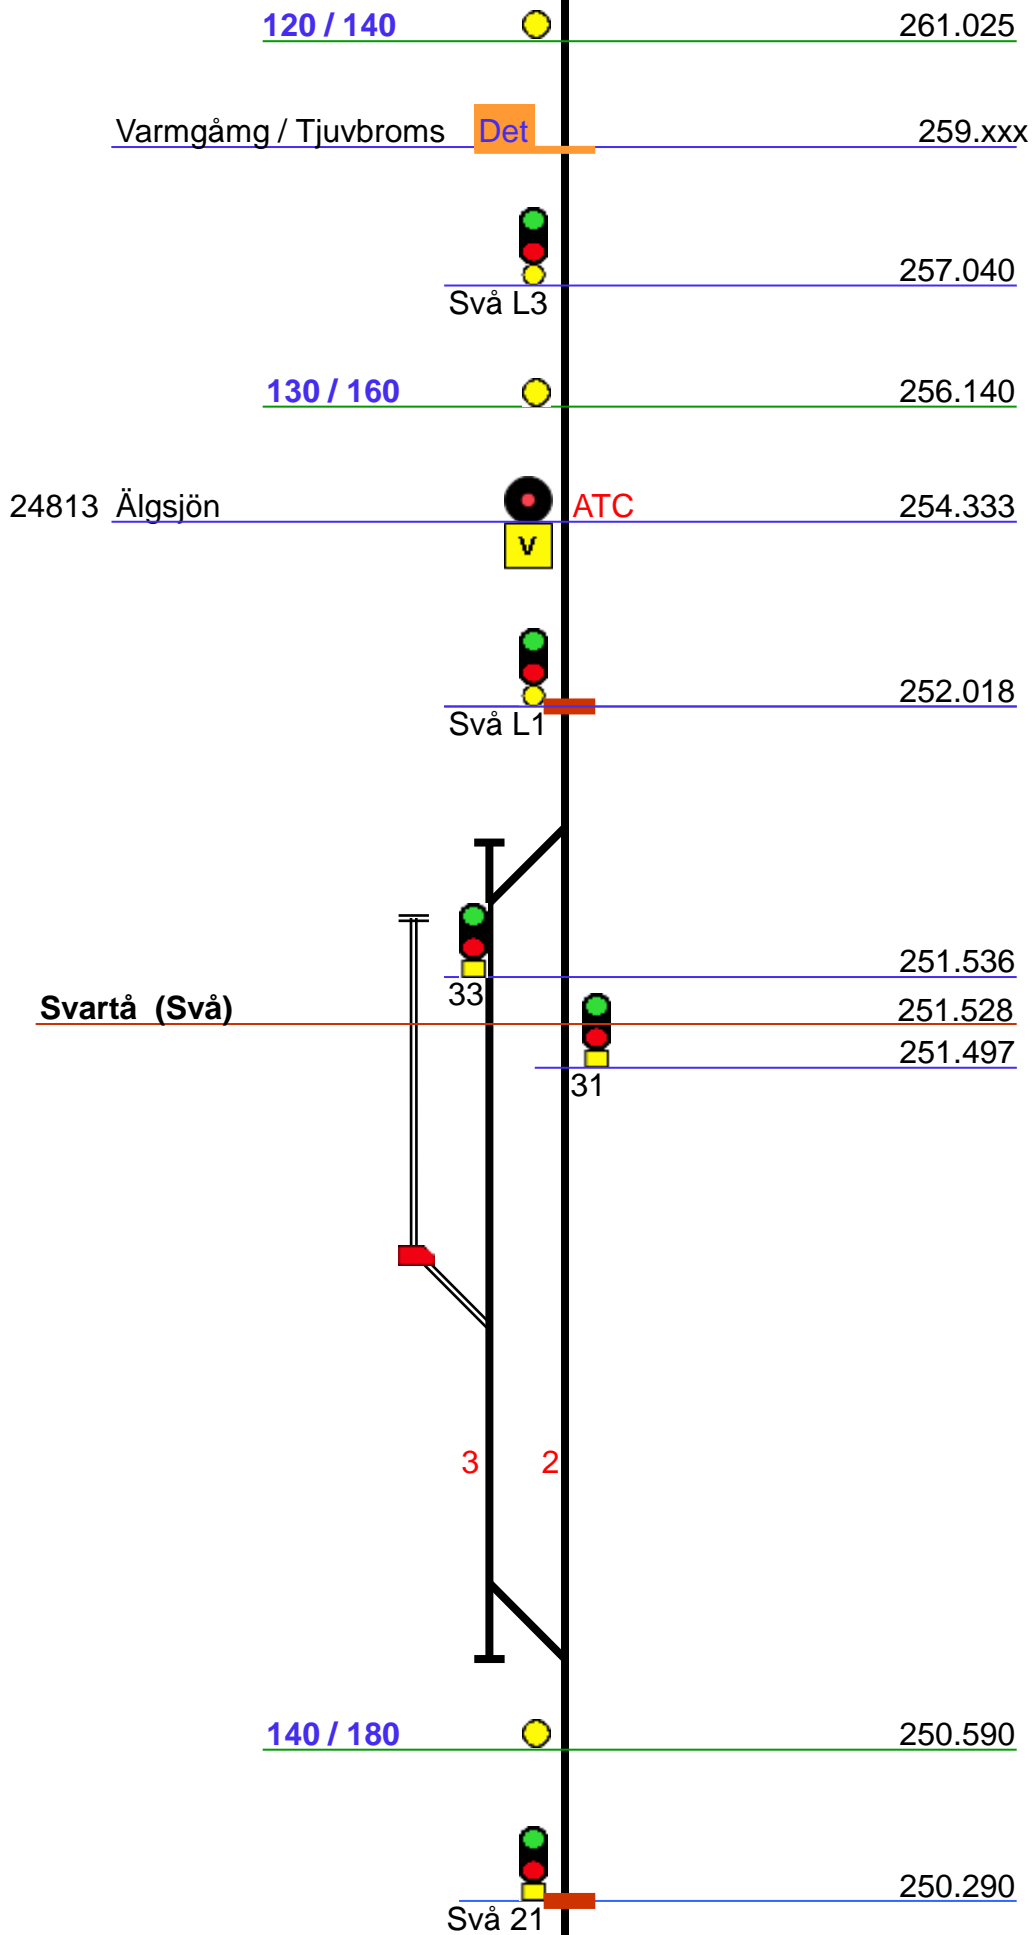 120 / 140 261.025
Varmgåmg / Tjuvbroms Det 259.xxx
257.040
Svå L3
130 / 160 256.140
24813 Älgsjön ATC 254.333
V
252.018
Svå L1
251.536
33
Svartå (Svå) 251.528
251.497
31
3 2
140 / 180 250.590
250.290
Svå 21